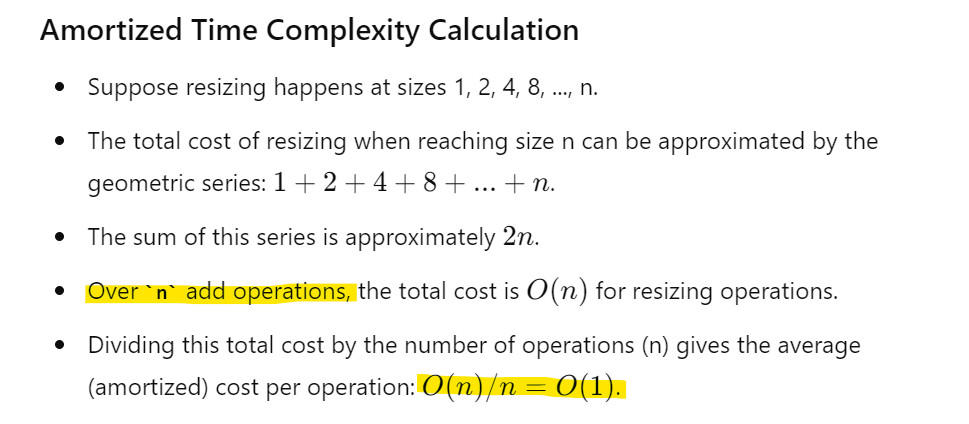 Amortized Time Complexity Calculation
• Suppose resizing happens at sizes 1, 2, 4, 8, ..., n.
• The total cost of resizing when reaching size n can be approximated by the
geometric series: 1 + 2 + 4 + 8 + ... + n.
• The sum of this series is approximately 2n.
• Over `n` add operations, the total cost is O(n) for resizing operations.
• Dividing this total cost by the number of operations (n) gives the average
(amortized) cost per operation: O(n)/n = O(1).